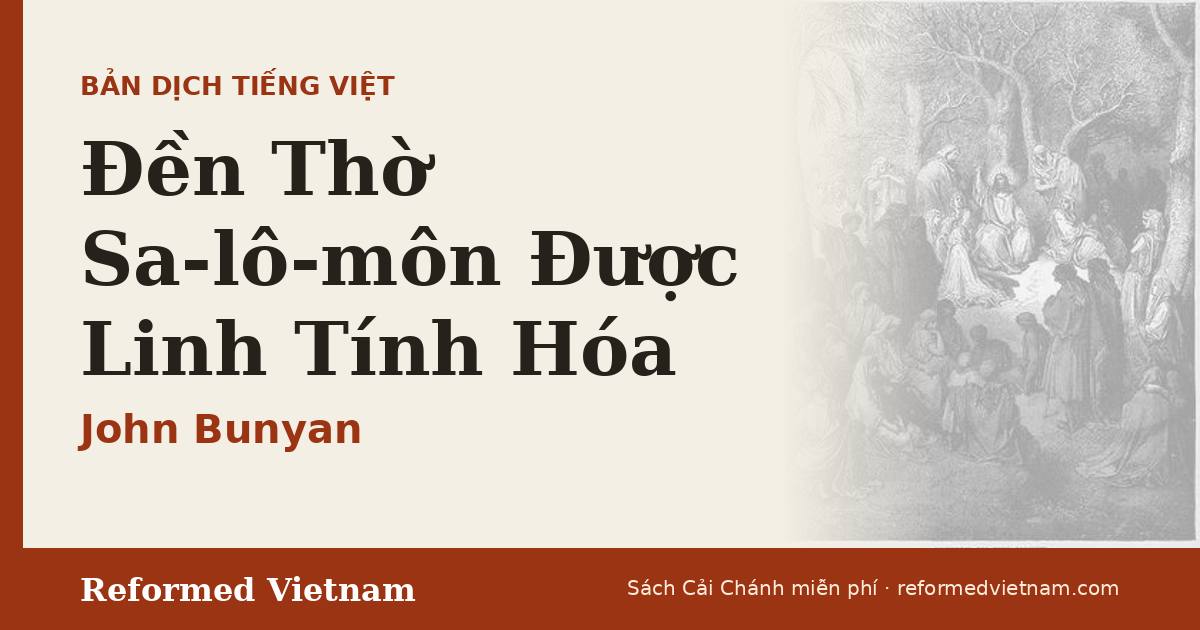 BẢN DỊCH TIẾNG VIỆT
Đền Thờ
Sa-lô-môn Được
Linh Tính Hóa
John Bunyan
Reformed Vietnam
Sách Cải Chánh miễn phí · reformedvietnam.com